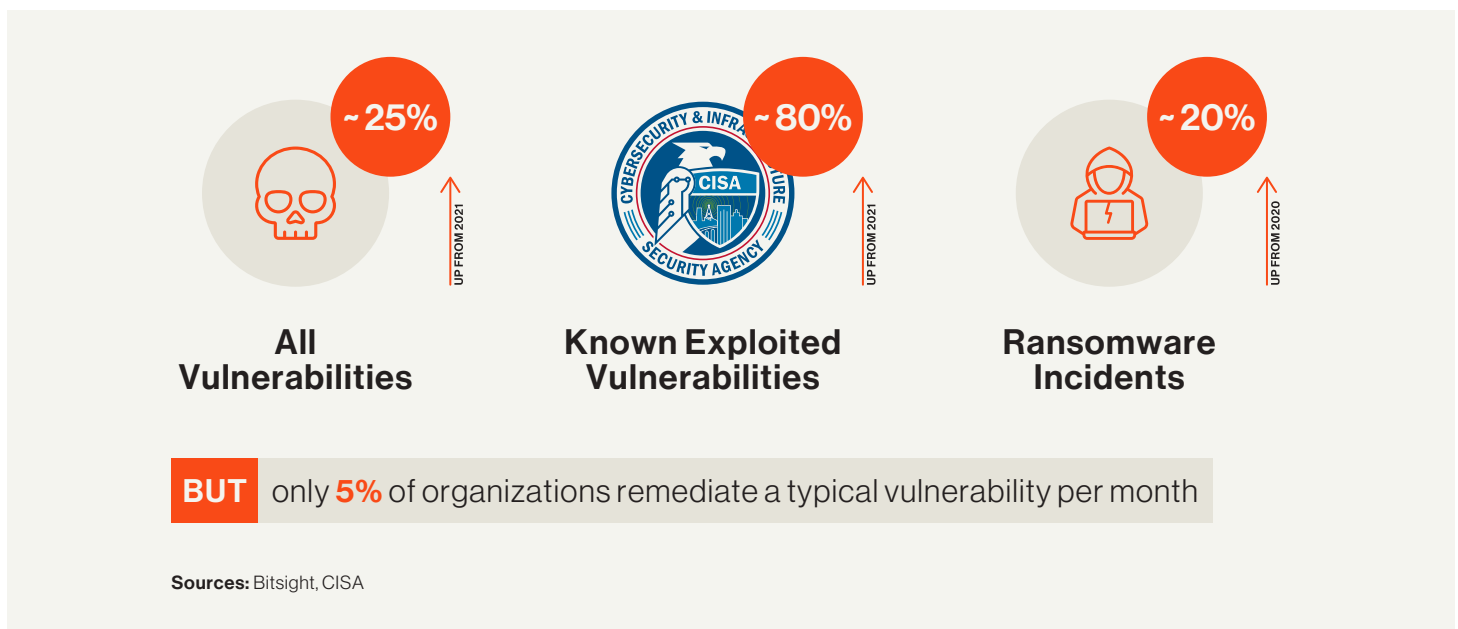 ~ 25%
UP FROM 2021
All
Vulnerabilities
CYBERSECURITY & INFRA
TURE
SECURITY AGENCY
CISA
~ 80%
UP FROM 2021
Known Exploited
Vulnerabilities
~ 20%
UP FROM 2020
Ransomware
Incidents
BUT only 5% of organizations remediate a typical vulnerability per month
Sources: Bitsight, CISA